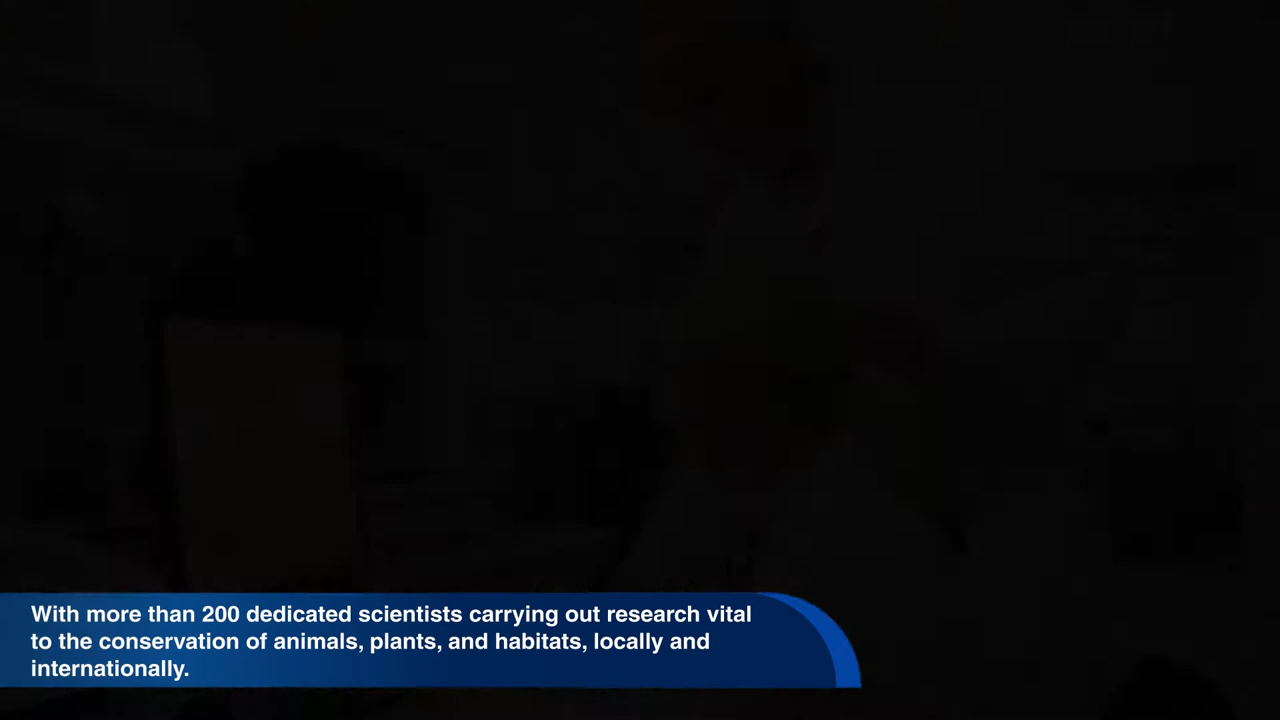 With more than 200 dedicated scientists carrying out research vital
to the conservation of animals, plants, and habitats, locally and
internationally.